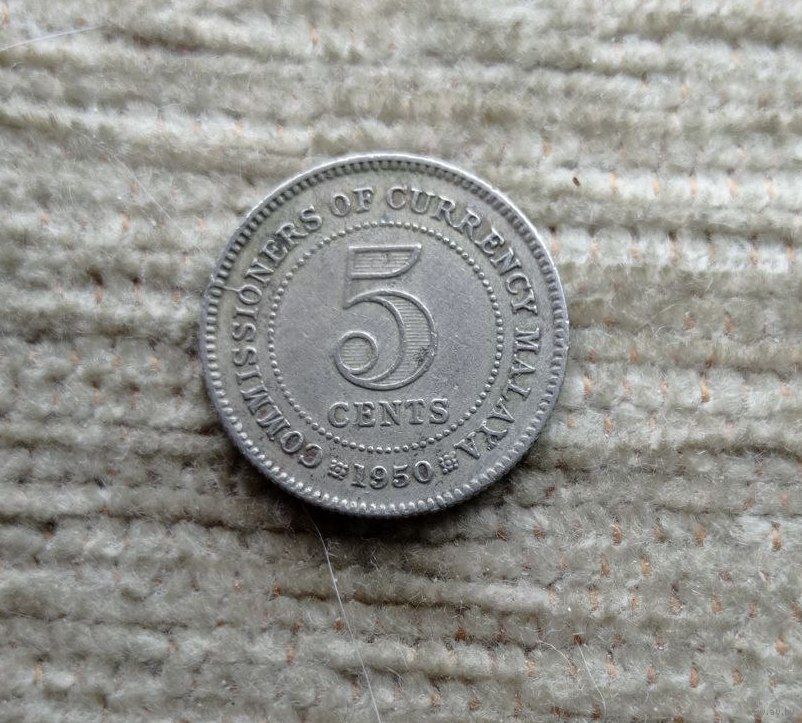 COMMISSIONERS OF CURRENCY MALAYA
5
CENTS
1950